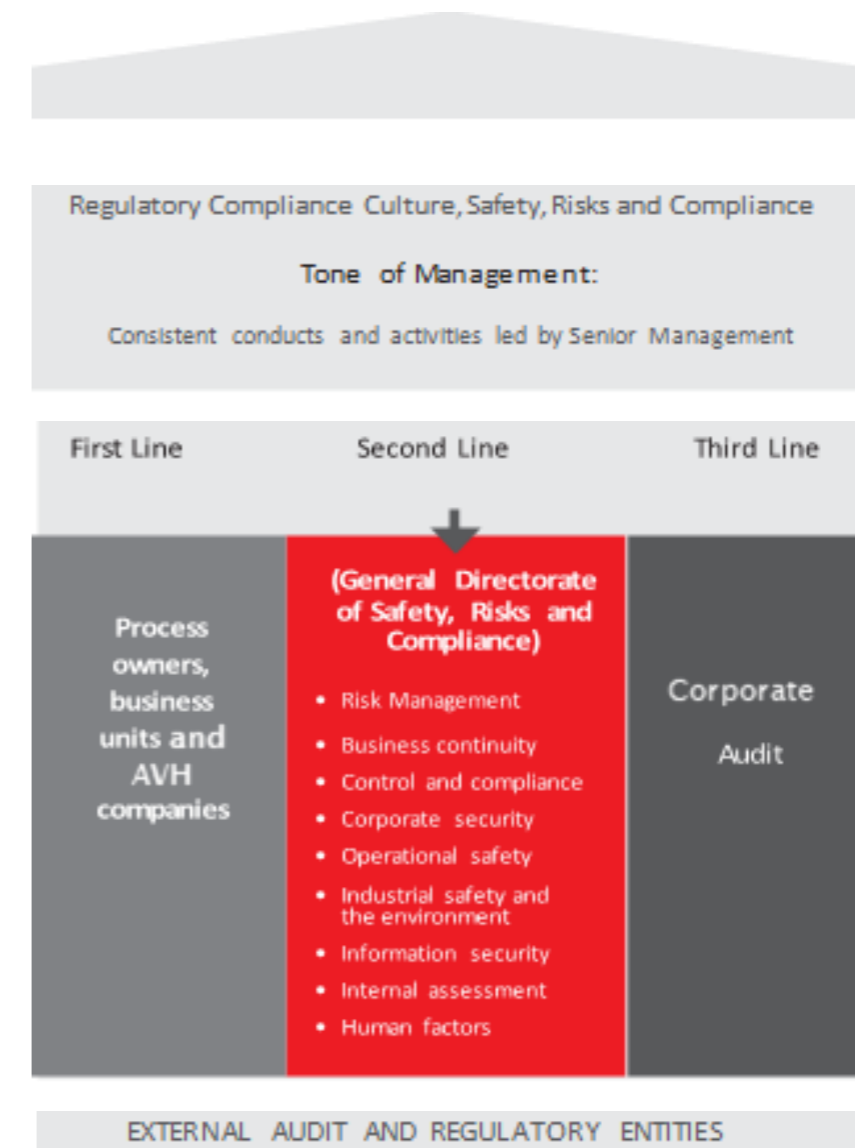 Regulatory Compliance Culture, Safety, Risks and Compliance
Tone of Management:
Consistent conducts and activities led by Senior Management
First Line
Second Line
Third Line
Process
owners,
business
units and
AVH
companies
(General Directorate
of Safety, Risks and
Compliance)
• Risk Management
• Business continuity
• Control and compliance
• Corporate security
• Operational safety
• Industrial safety and
the environment
• Information security
• Internal assessment
• Human factors
Corporate
Audit
EXTERNAL AUDIT AND REGULATORY ENTITIES